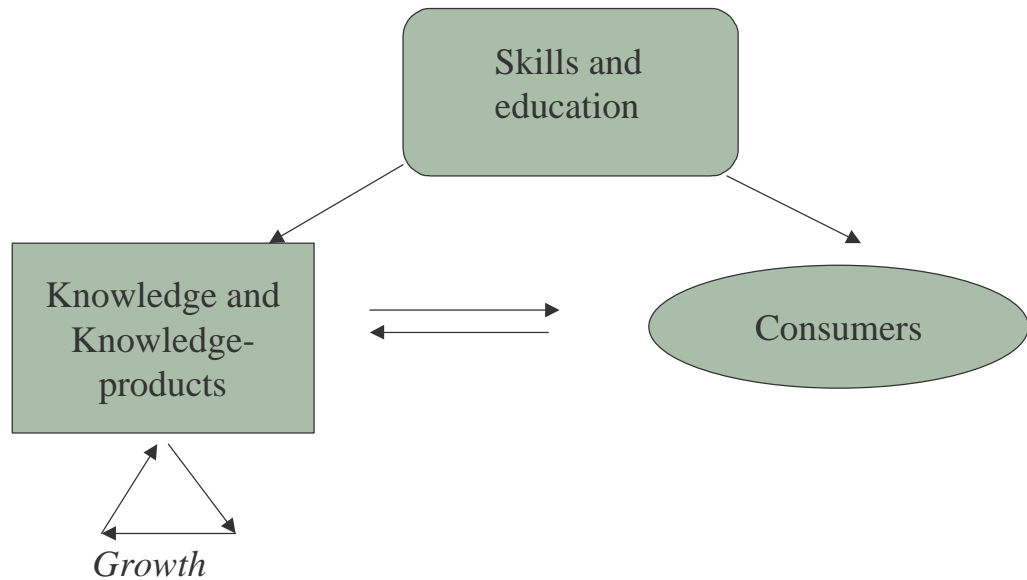 Skills and
education
Knowledge and
Knowledge-
products
Consumers
Growth